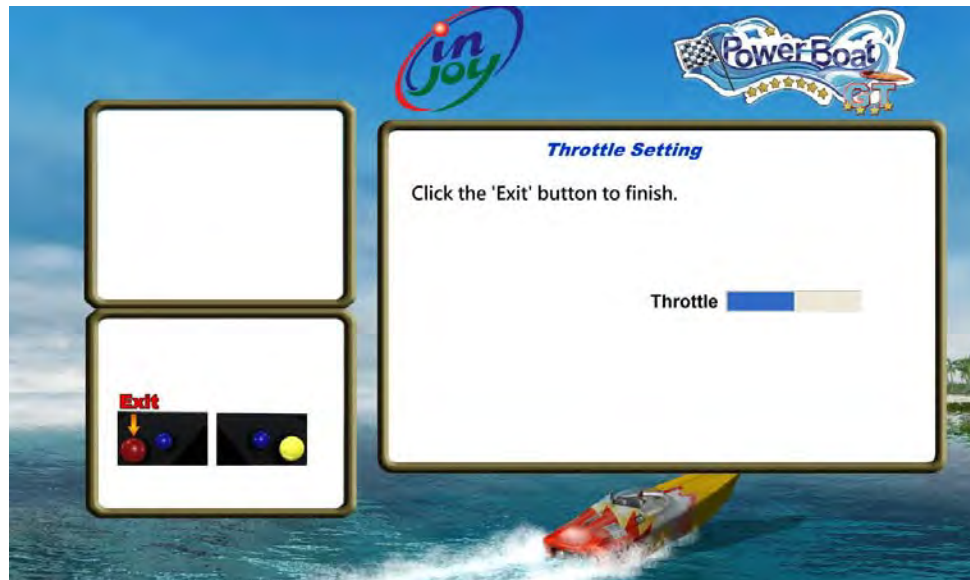 in
joy
PowerBoat
GT
Throttle Setting
Click the 'Exit' button to finish.
Throttle
Exit